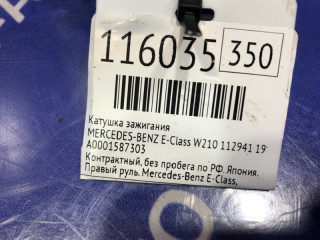 116035 350
Катушка зажигания
MERCEDES-BENZ E-Class W210 112941 19
A0001587303
Контрактный, без пробега по РФ. Япония.
Правый руль. Mercedes-Benz E-Class,